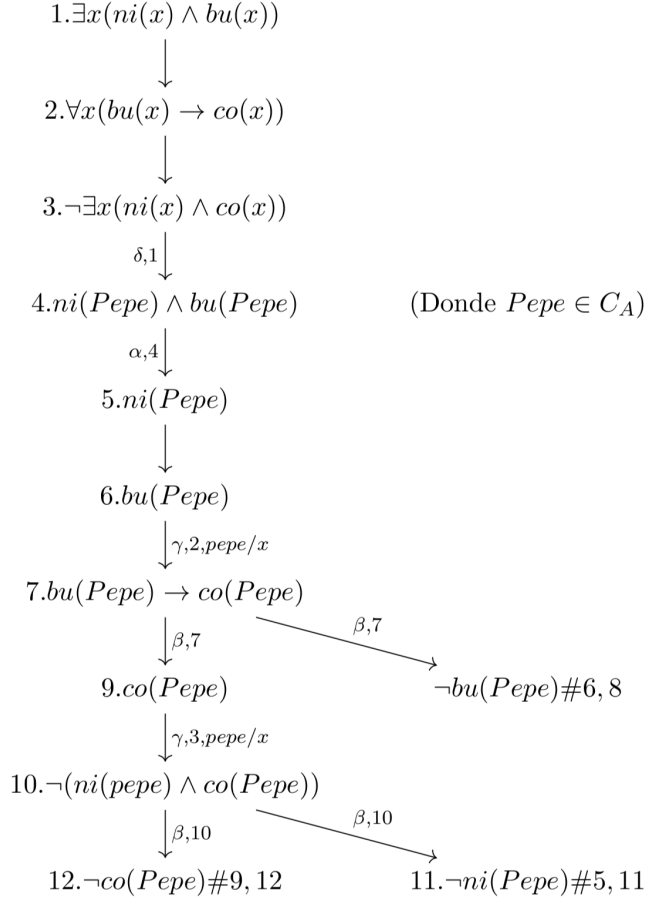 1.∃x(ni(x) ∧ bu(x))
2.∀x(bu(x) → co(x))
3.¬∃x(ni(x) ∧ co(x))
δ,1
4.ni(Pepe) ∧ bu(Pepe) (Donde Pepe ∈ C_A)
α,4
5.ni(Pepe)
6.bu(Pepe)
γ,2,pepe/x
7.bu(Pepe) → co(Pepe)
β,7 β,7
9.co(Pepe) ¬bu(Pepe)#6, 8
γ,3,pepe/x
10.¬(ni(pepe) ∧ co(Pepe))
β,10 β,10
12.¬co(Pepe)#9, 12 11.¬ni(Pepe)#5, 11